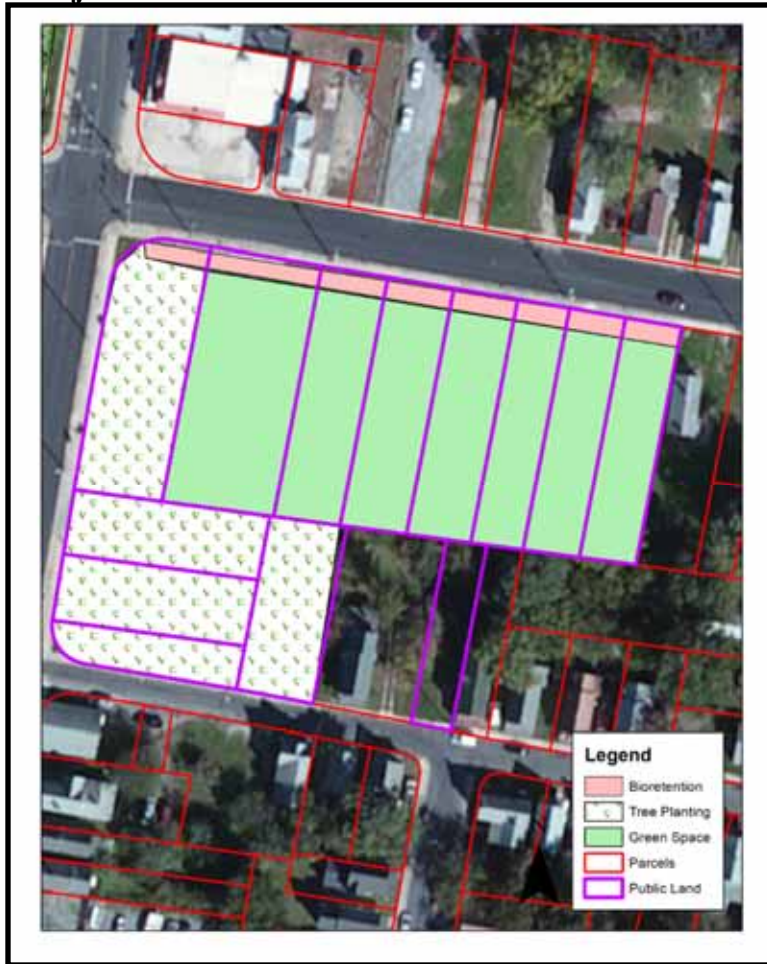 Legend
Bioretention
Tree Planting
Green Space
Parcels
Public Land